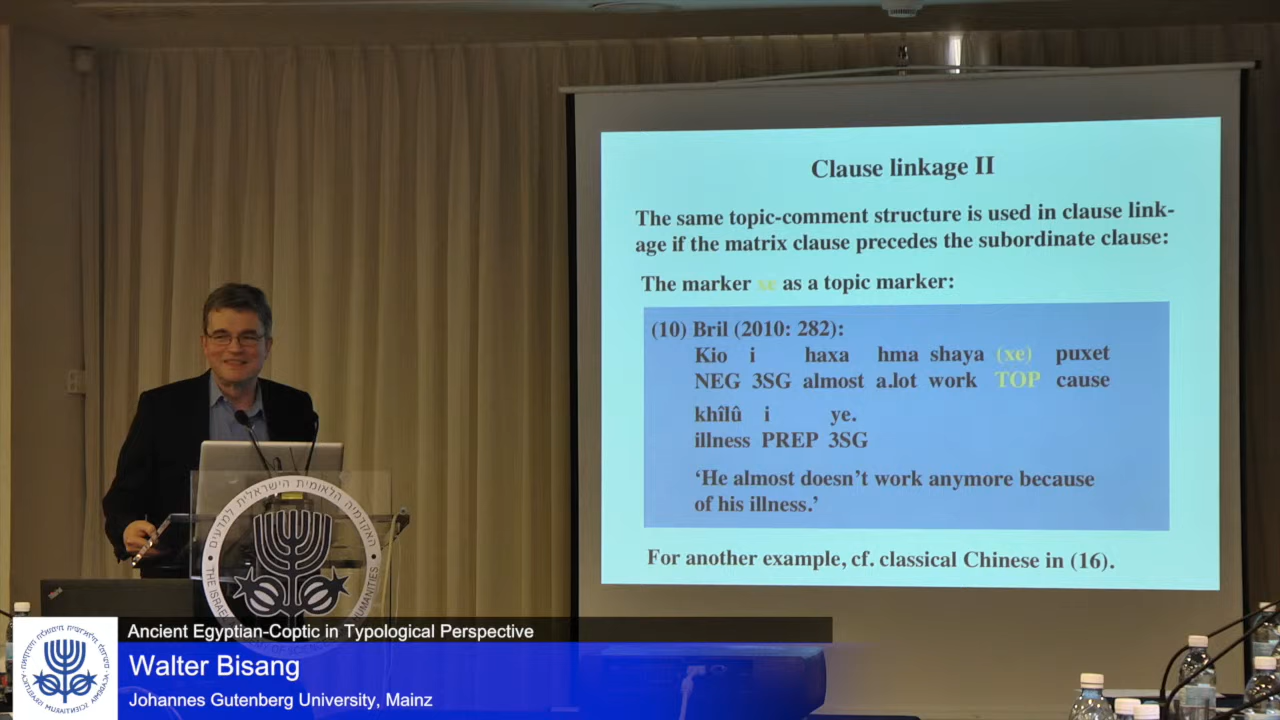 Clause linkage II
The same topic-comment structure is used in clause link-
age if the matrix clause precedes the subordinate clause:
The marker xe as a topic marker:
(10) Bril (2010: 282):
Kio i haxa hma shaya (xe) puxet
NEG 3SG almost a.lot work TOP cause
khîlû i ye.
illness PREP 3SG
‘He almost doesn’t work anymore because
of his illness.’
For another example, cf. classical Chinese in (16).
האקדמיה הלאומית הישראלית למדעים
Ancient Egyptian-Coptic in Typological Perspective
Walter Bisang
Johannes Gutenberg University, Mainz